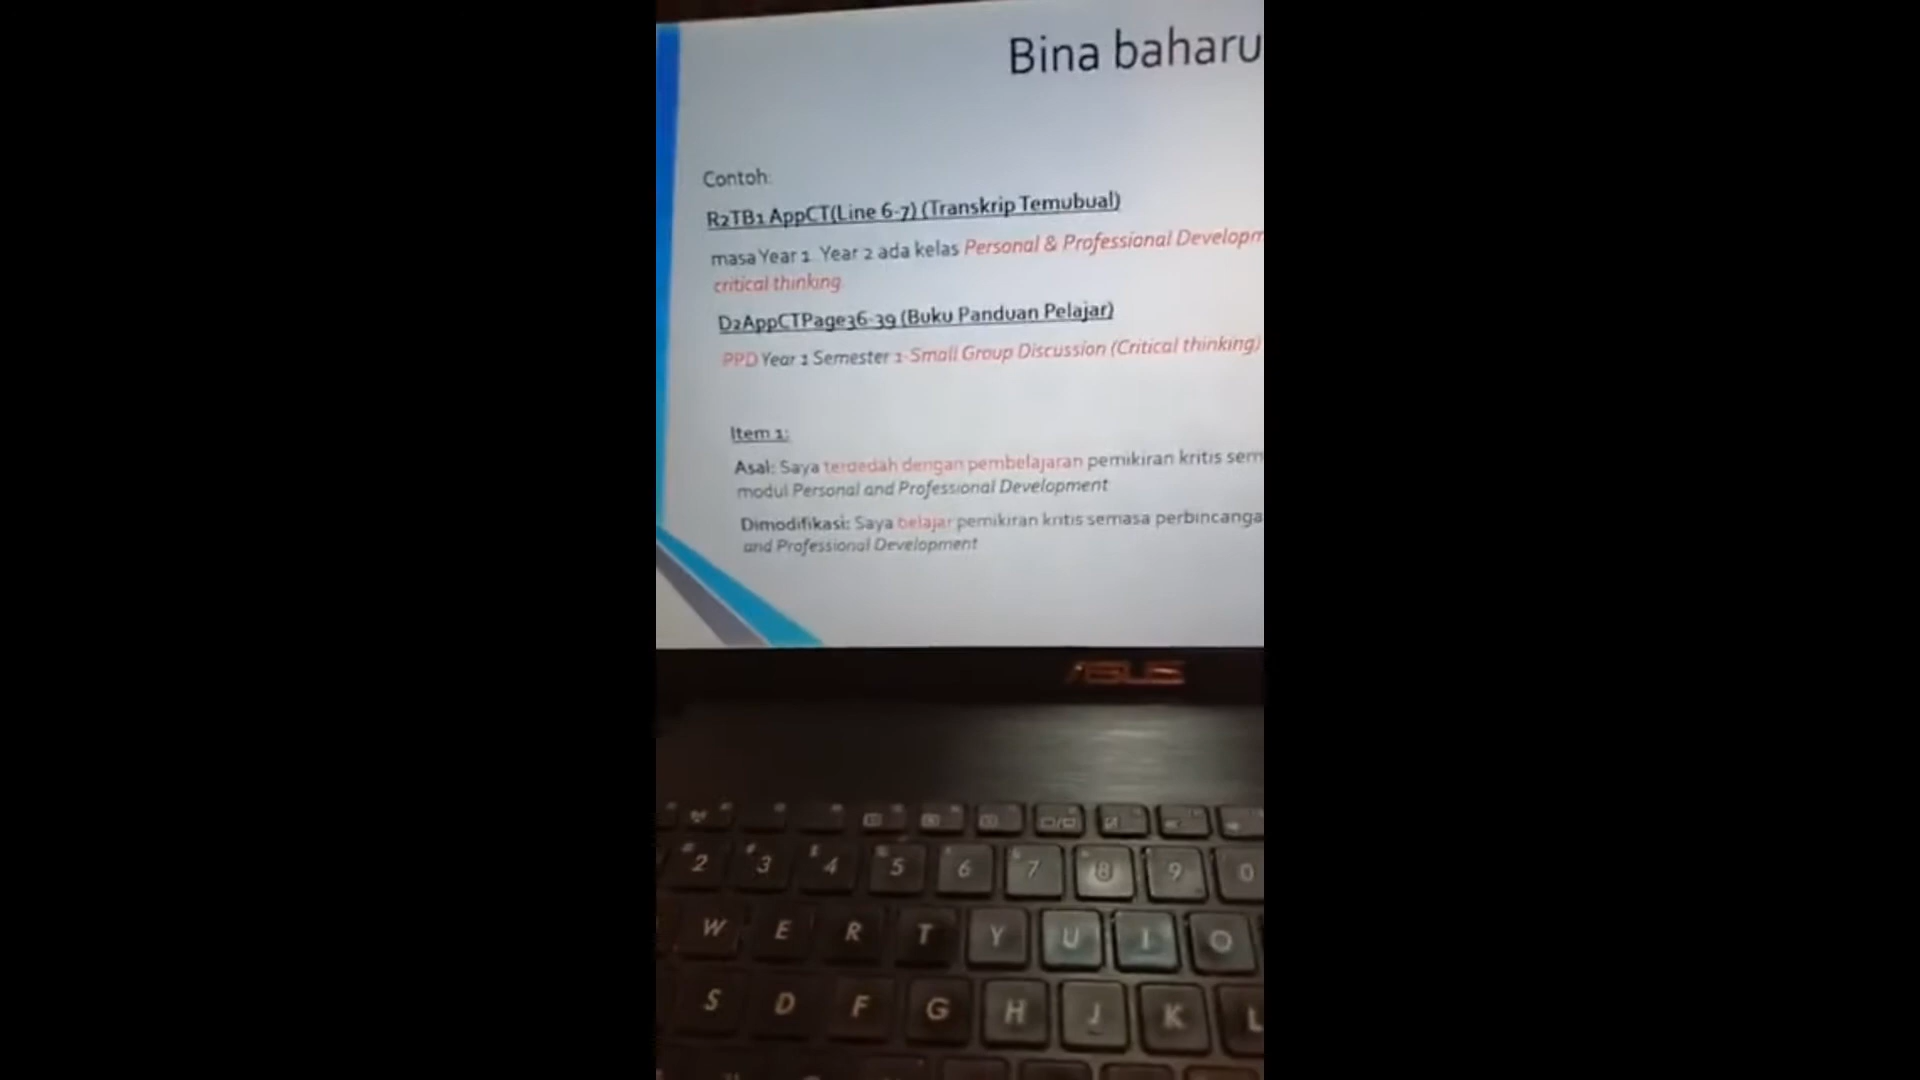 Bina baharu
Contoh:
R2TB1 AppCT(Line 6-7) (Transkrip Temubual)
masa Year 1 Year 2 ada kelas Personal & Professional Developm
critical thinking
D2AppCTPage36-39 (Buku Panduan Pelajar)
PPD Year 1 Semester 1-Small Group Discussion (Critical thinking)
Item 1:
Asal: Saya terdedah dengan pembelajaran pemikiran kritis sem
modul Personal and Professional Development
Dimodifikasi: Saya belajar pemikiran kritis semasa perbincanga
and Professional Development
ASUS
2 3 4 5 6 7 8 9 0
W E R T Y U I O
S D F G H J K L